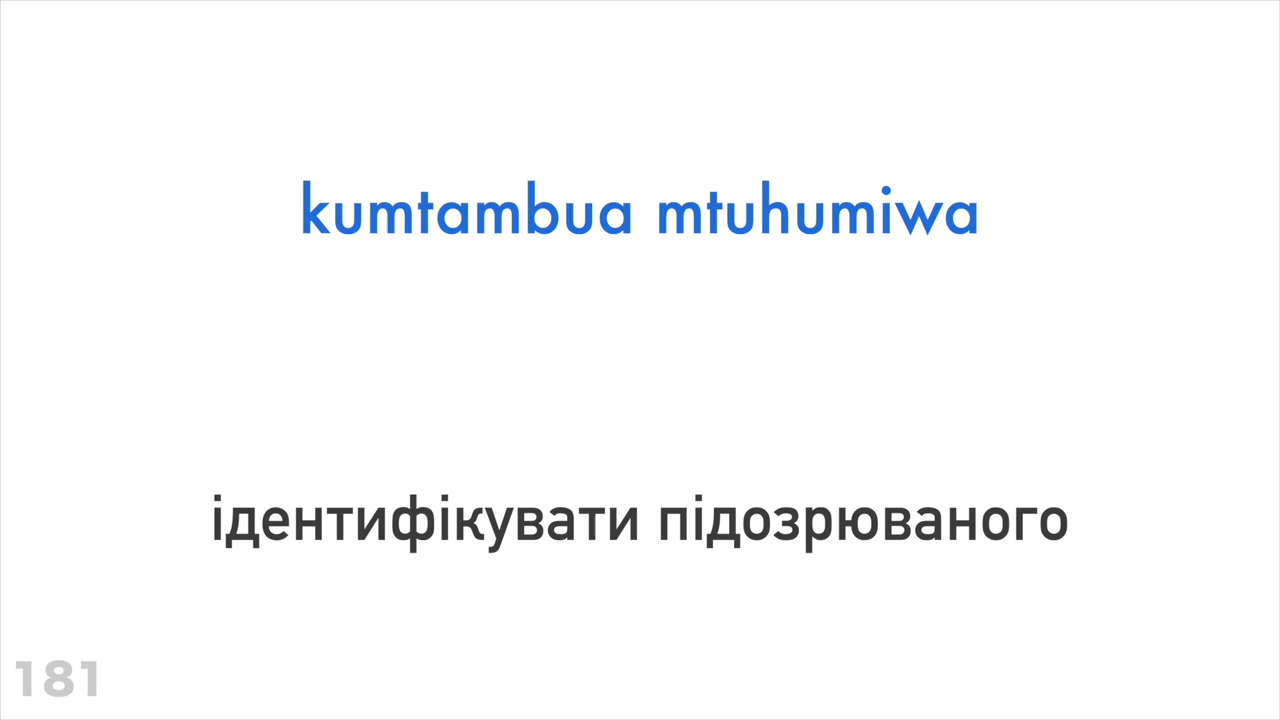 kumtambua mtuhumiwa
ідентифікувати підозрюваного
181